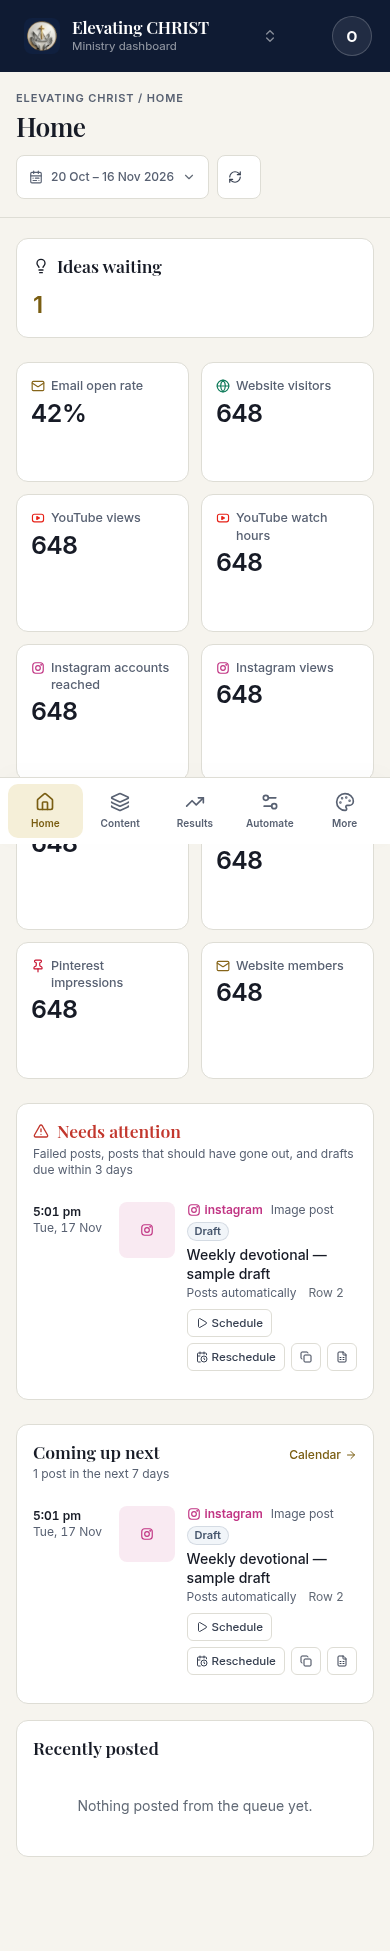 Elevating CHRIST
Ministry dashboard
O
ELEVATING CHRIST / HOME
Home
20 Oct – 16 Nov 2026
Ideas waiting
1
Email open rate
42%
Website visitors
648
YouTube views
648
YouTube watch
hours
648
Instagram accounts
reached
648
Instagram views
648
Home
Content
Results
Automate
More
648
648
Pinterest
impressions
648
Website members
648
Needs attention
Failed posts, posts that should have gone out, and drafts
due within 3 days
5:01 pm
Tue, 17 Nov
instagram Image post
Draft
Weekly devotional —
sample draft
Posts automatically Row 2
Schedule
Reschedule
Coming up next
Calendar →
1 post in the next 7 days
5:01 pm
Tue, 17 Nov
instagram Image post
Draft
Weekly devotional —
sample draft
Posts automatically Row 2
Schedule
Reschedule
Recently posted
Nothing posted from the queue yet.